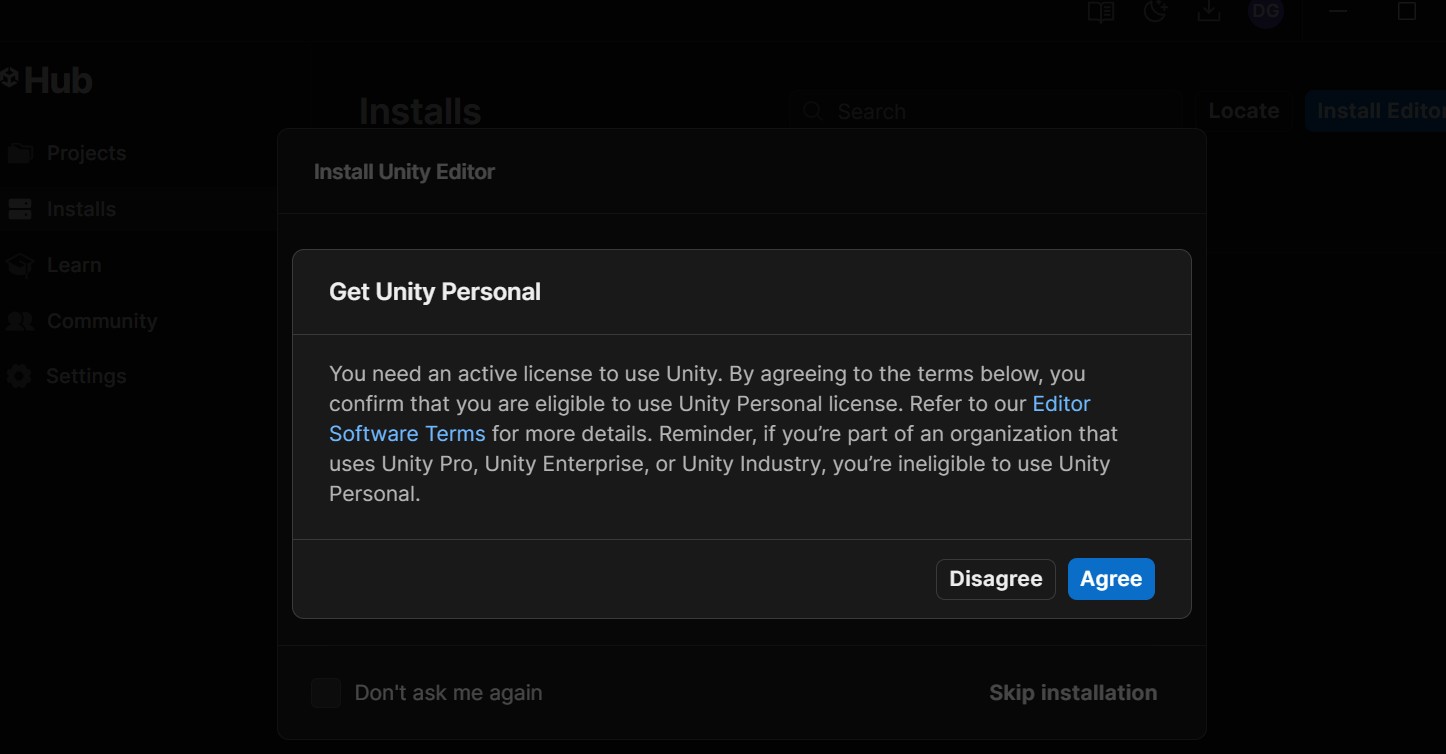 DG
Hub
Installs
Search
Locate
Install Editor
Projects
Installs
Learn
Community
Settings
Install Unity Editor
Get Unity Personal
You need an active license to use Unity. By agreeing to the terms below, you
confirm that you are eligible to use Unity Personal license. Refer to our Editor
Software Terms for more details. Reminder, if you’re part of an organization that
uses Unity Pro, Unity Enterprise, or Unity Industry, you’re ineligible to use Unity
Personal.
Disagree
Agree
Don't ask me again
Skip installation